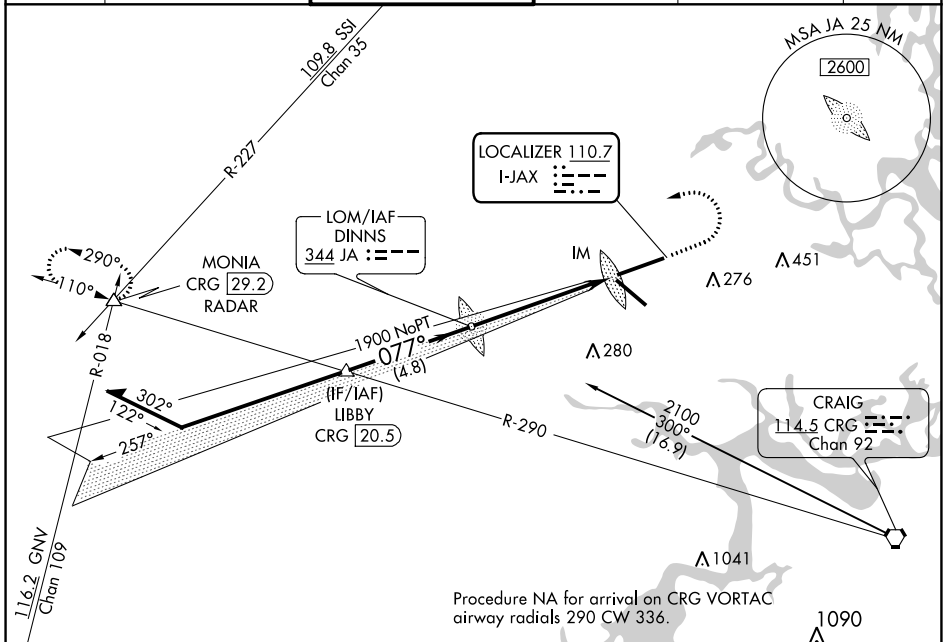 109.8 SSI
Chan 35
R-227
MSA JA 25 NM
2600
LOCALIZER 110.7
I-JAX
LOM/IAF
DINNS
344 JA
IM
451
276
290°
110°
MONIA
CRG 29.2
RADAR
R-018
1900 NoPT
077°
(4.8)
280
302°
122°
257°
(IF/IAF)
LIBBY
CRG 20.5
R-290
2100
300°
(16.9)
CRAIG
114.5 CRG
Chan 92
116.2 GNV
Chan 109
1041
Procedure NA for arrival on CRG VORTAC
airway radials 290 CW 336.
1090